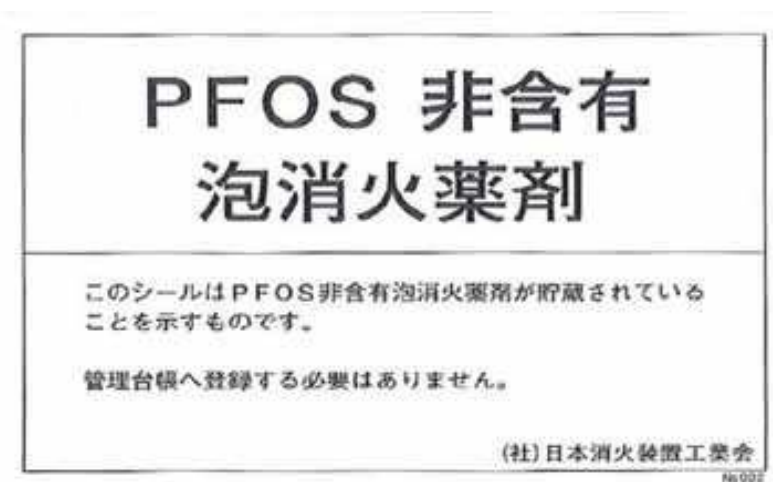 PFOS 非含有
泡消火薬剤
このシールはPFOS非含有泡消火薬剤が貯蔵されている
ことを示すものです。
管理台帳へ登録する必要はありません。
(社)日本消火装置工業会
№002